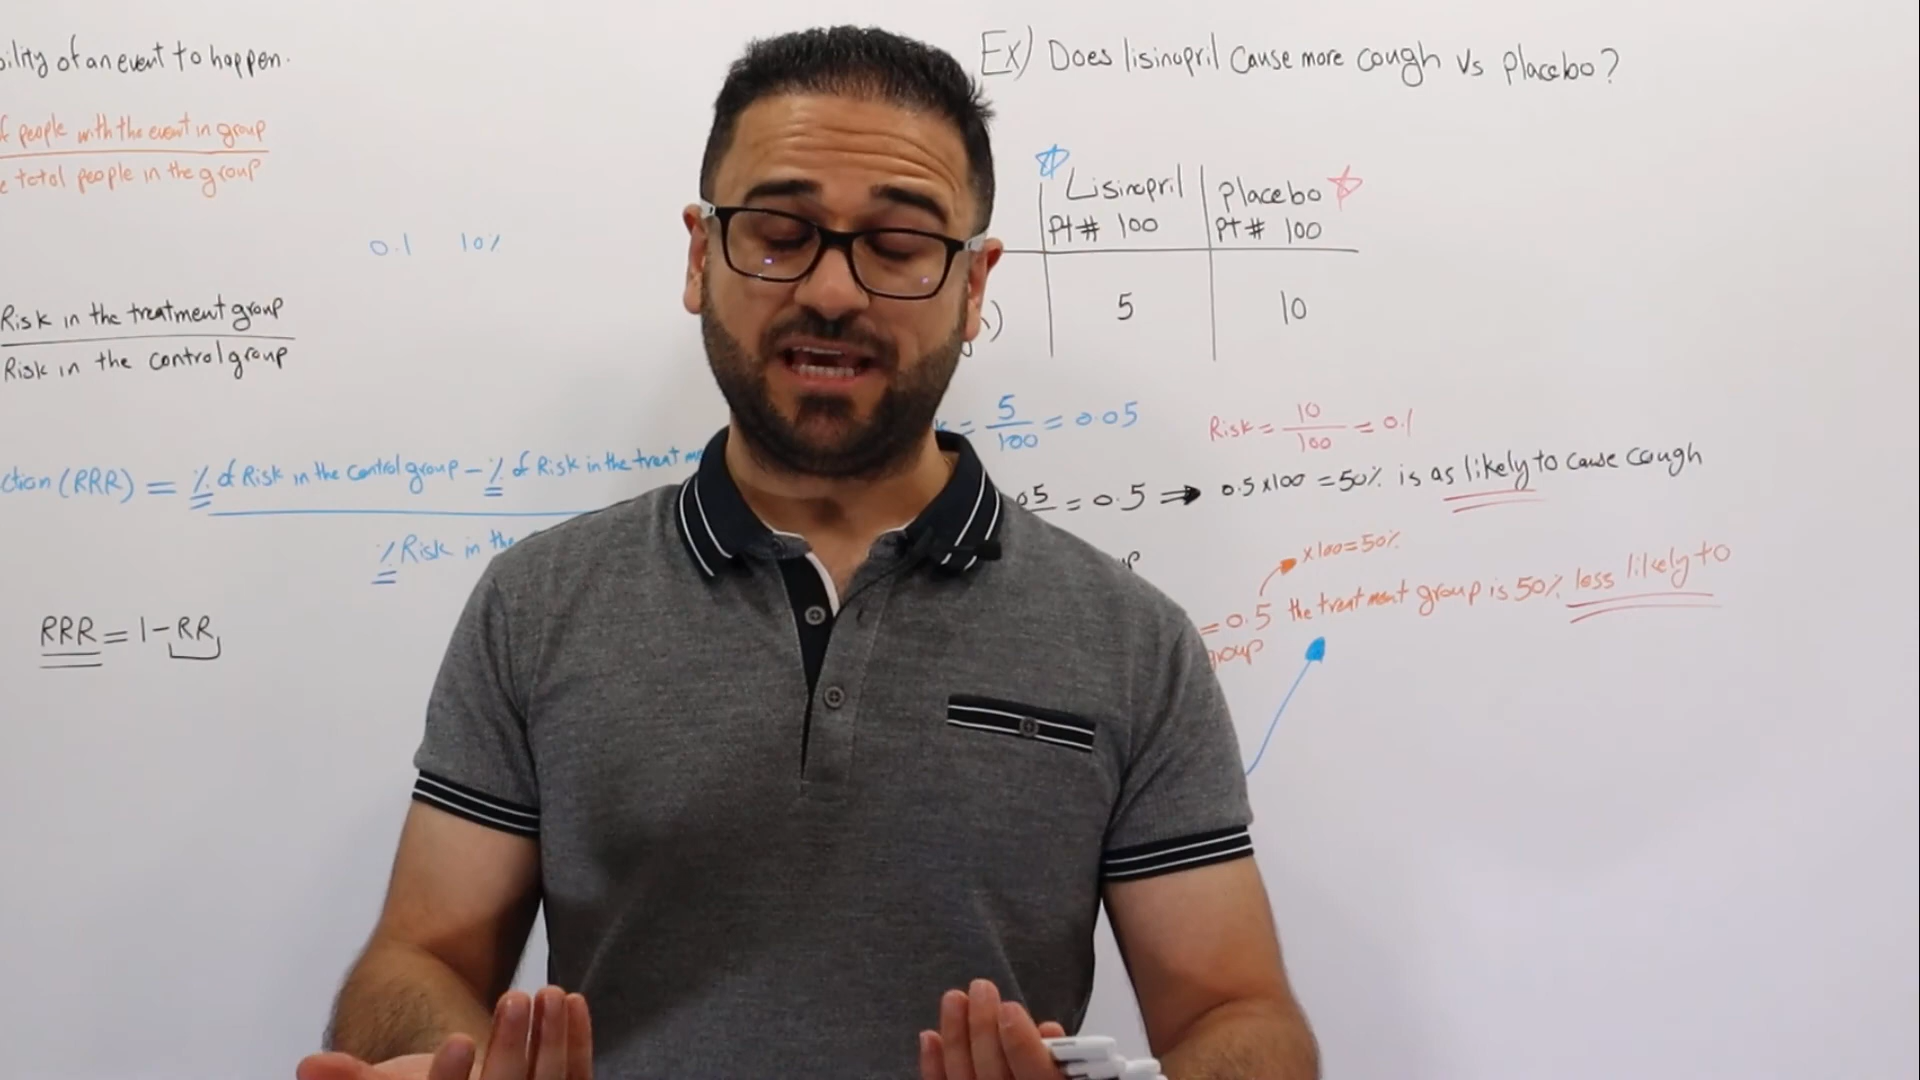 of an event to happen.
people with the event in group
total people in the group
0.1 10%
Risk in the treatment group
Risk in the control group
(RRR) = % of Risk in the control group - % of Risk in the
% Risk in the
RRR = 1 - RR
Ex) Does lisinopril cause more cough vs placebo?
Lisinopril Placebo
Pt# 100 Pt# 100
5 10
= 5/100 = 0.05 Risk = 10/100 = 0.1
= 0.5 ⇒ 0.5 x100 = 50% is as likely to cause cough
x100 = 50%
= 0.5 the treatment group is 50% less likely to
group